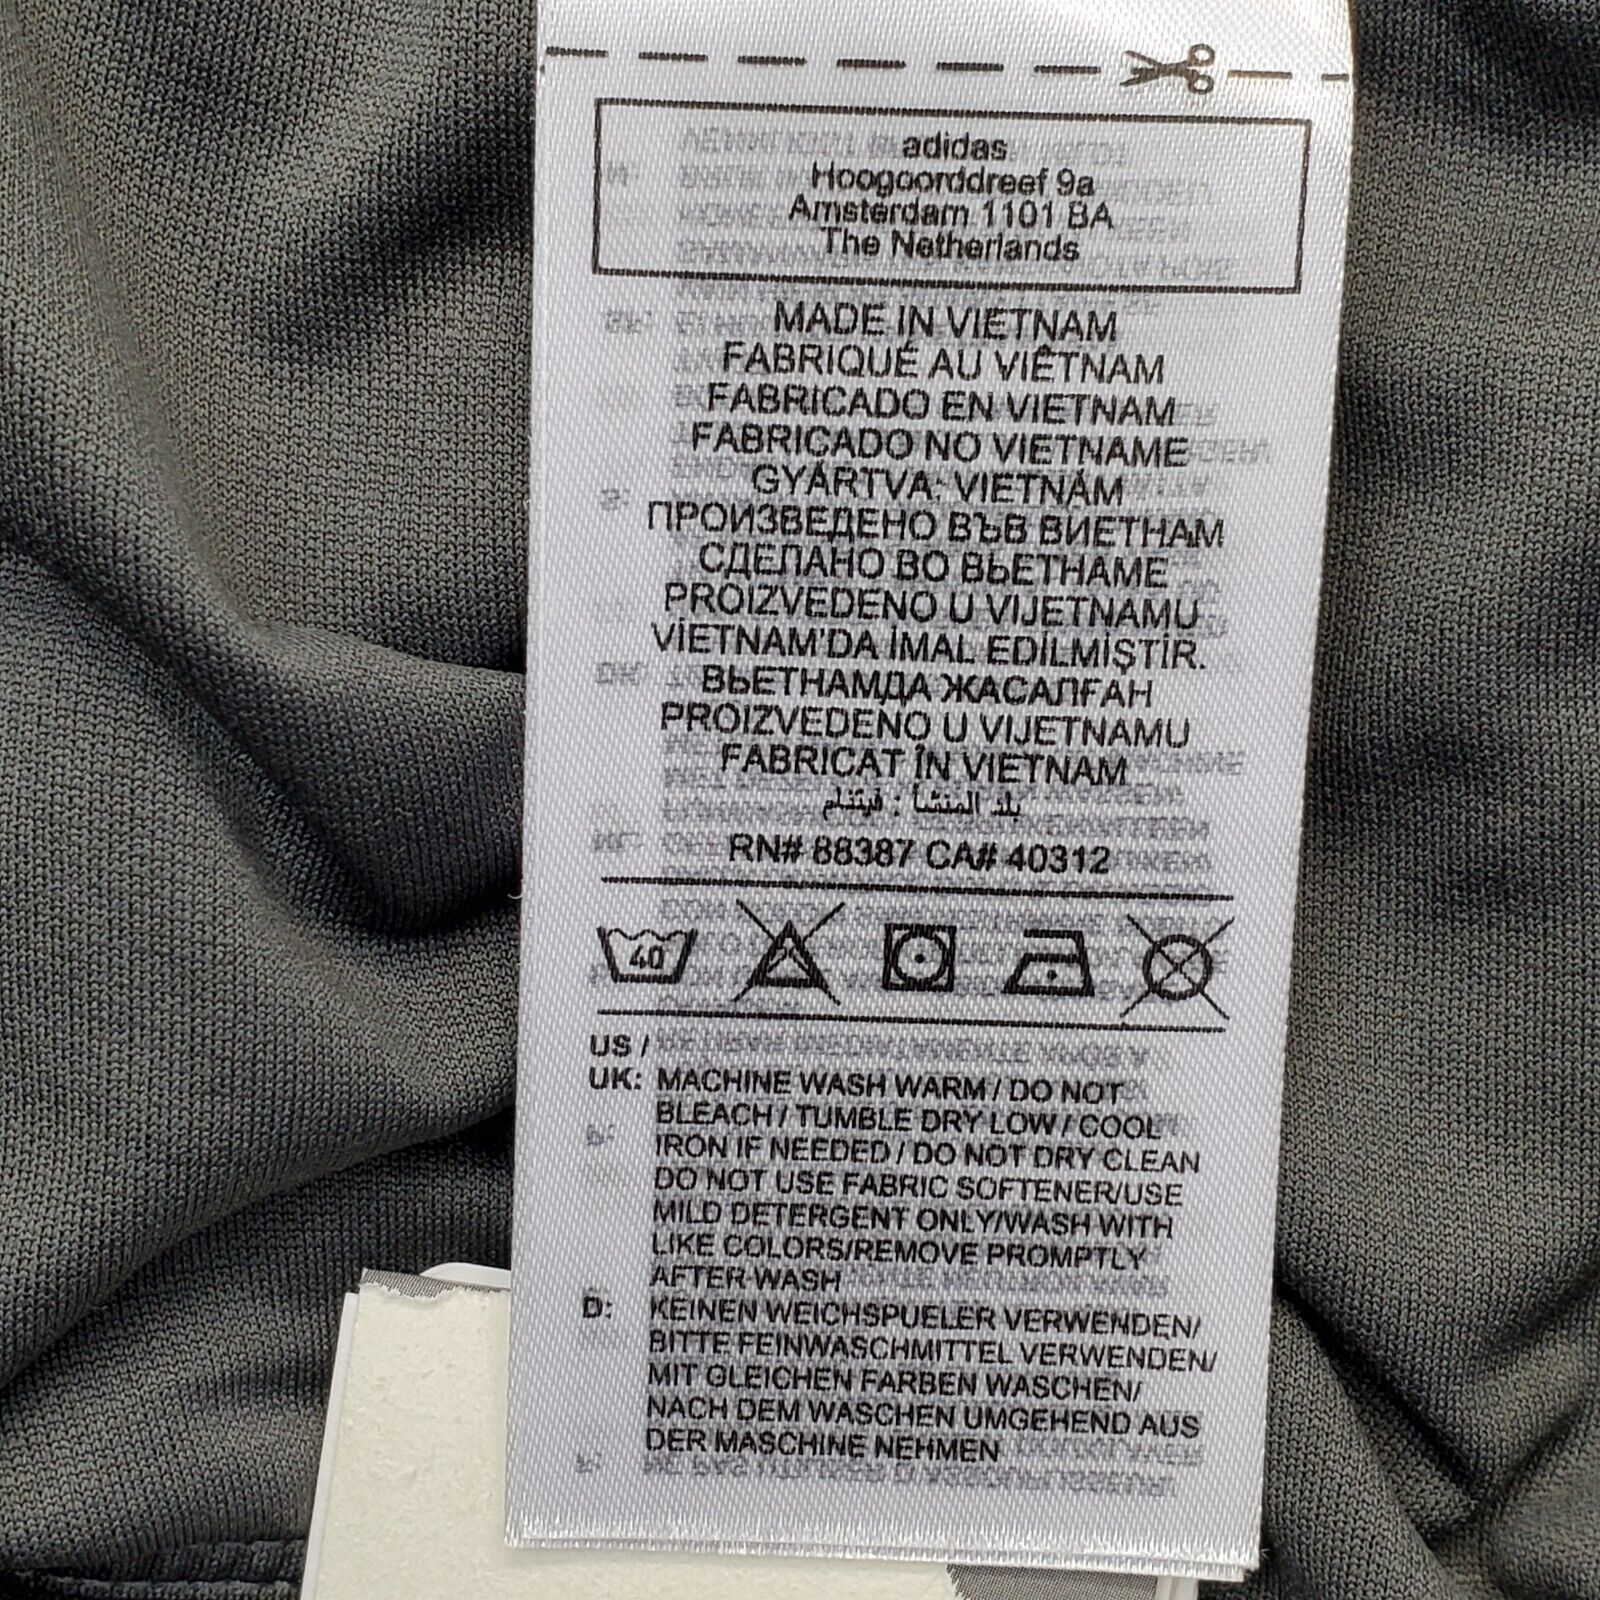 adidas
Hoogoorddreef 9a
Amsterdam 1101 BA
The Netherlands
MADE IN VIETNAM
FABRIQUÉ AU VIÊTNAM
FABRICADO EN VIETNAM
FABRICADO NO VIETNAME
GYÁRTVA: VIETNÁM
ПРОИЗВЕДЕНО ВЪВ ВИЕТНАМ
СДЕЛАНО ВО ВЬЕТНАМЕ
PROIZVEDENO U VIJETNAMU
VİETNAM'DA İMAL EDİLMİŞTİR.
ВЬЕТНАМДА ЖАСАЛҒАН
PROIZVEDENO U VIJETNAMU
FABRICAT ÎN VIETNAM
بلد المنشأ : فيتنام
RN# 88387 CA# 40312
40
US /
UK: MACHINE WASH WARM / DO NOT
BLEACH / TUMBLE DRY LOW / COOL
IRON IF NEEDED / DO NOT DRY CLEAN
DO NOT USE FABRIC SOFTENER/USE
MILD DETERGENT ONLY/WASH WITH
LIKE COLORS/REMOVE PROMPTLY
AFTER WASH
D: KEINEN WEICHSPUELER VERWENDEN/
BITTE FEINWASCHMITTEL VERWENDEN/
MIT GLEICHEN FARBEN WASCHEN/
NACH DEM WASCHEN UMGEHEND AUS
DER MASCHINE NEHMEN